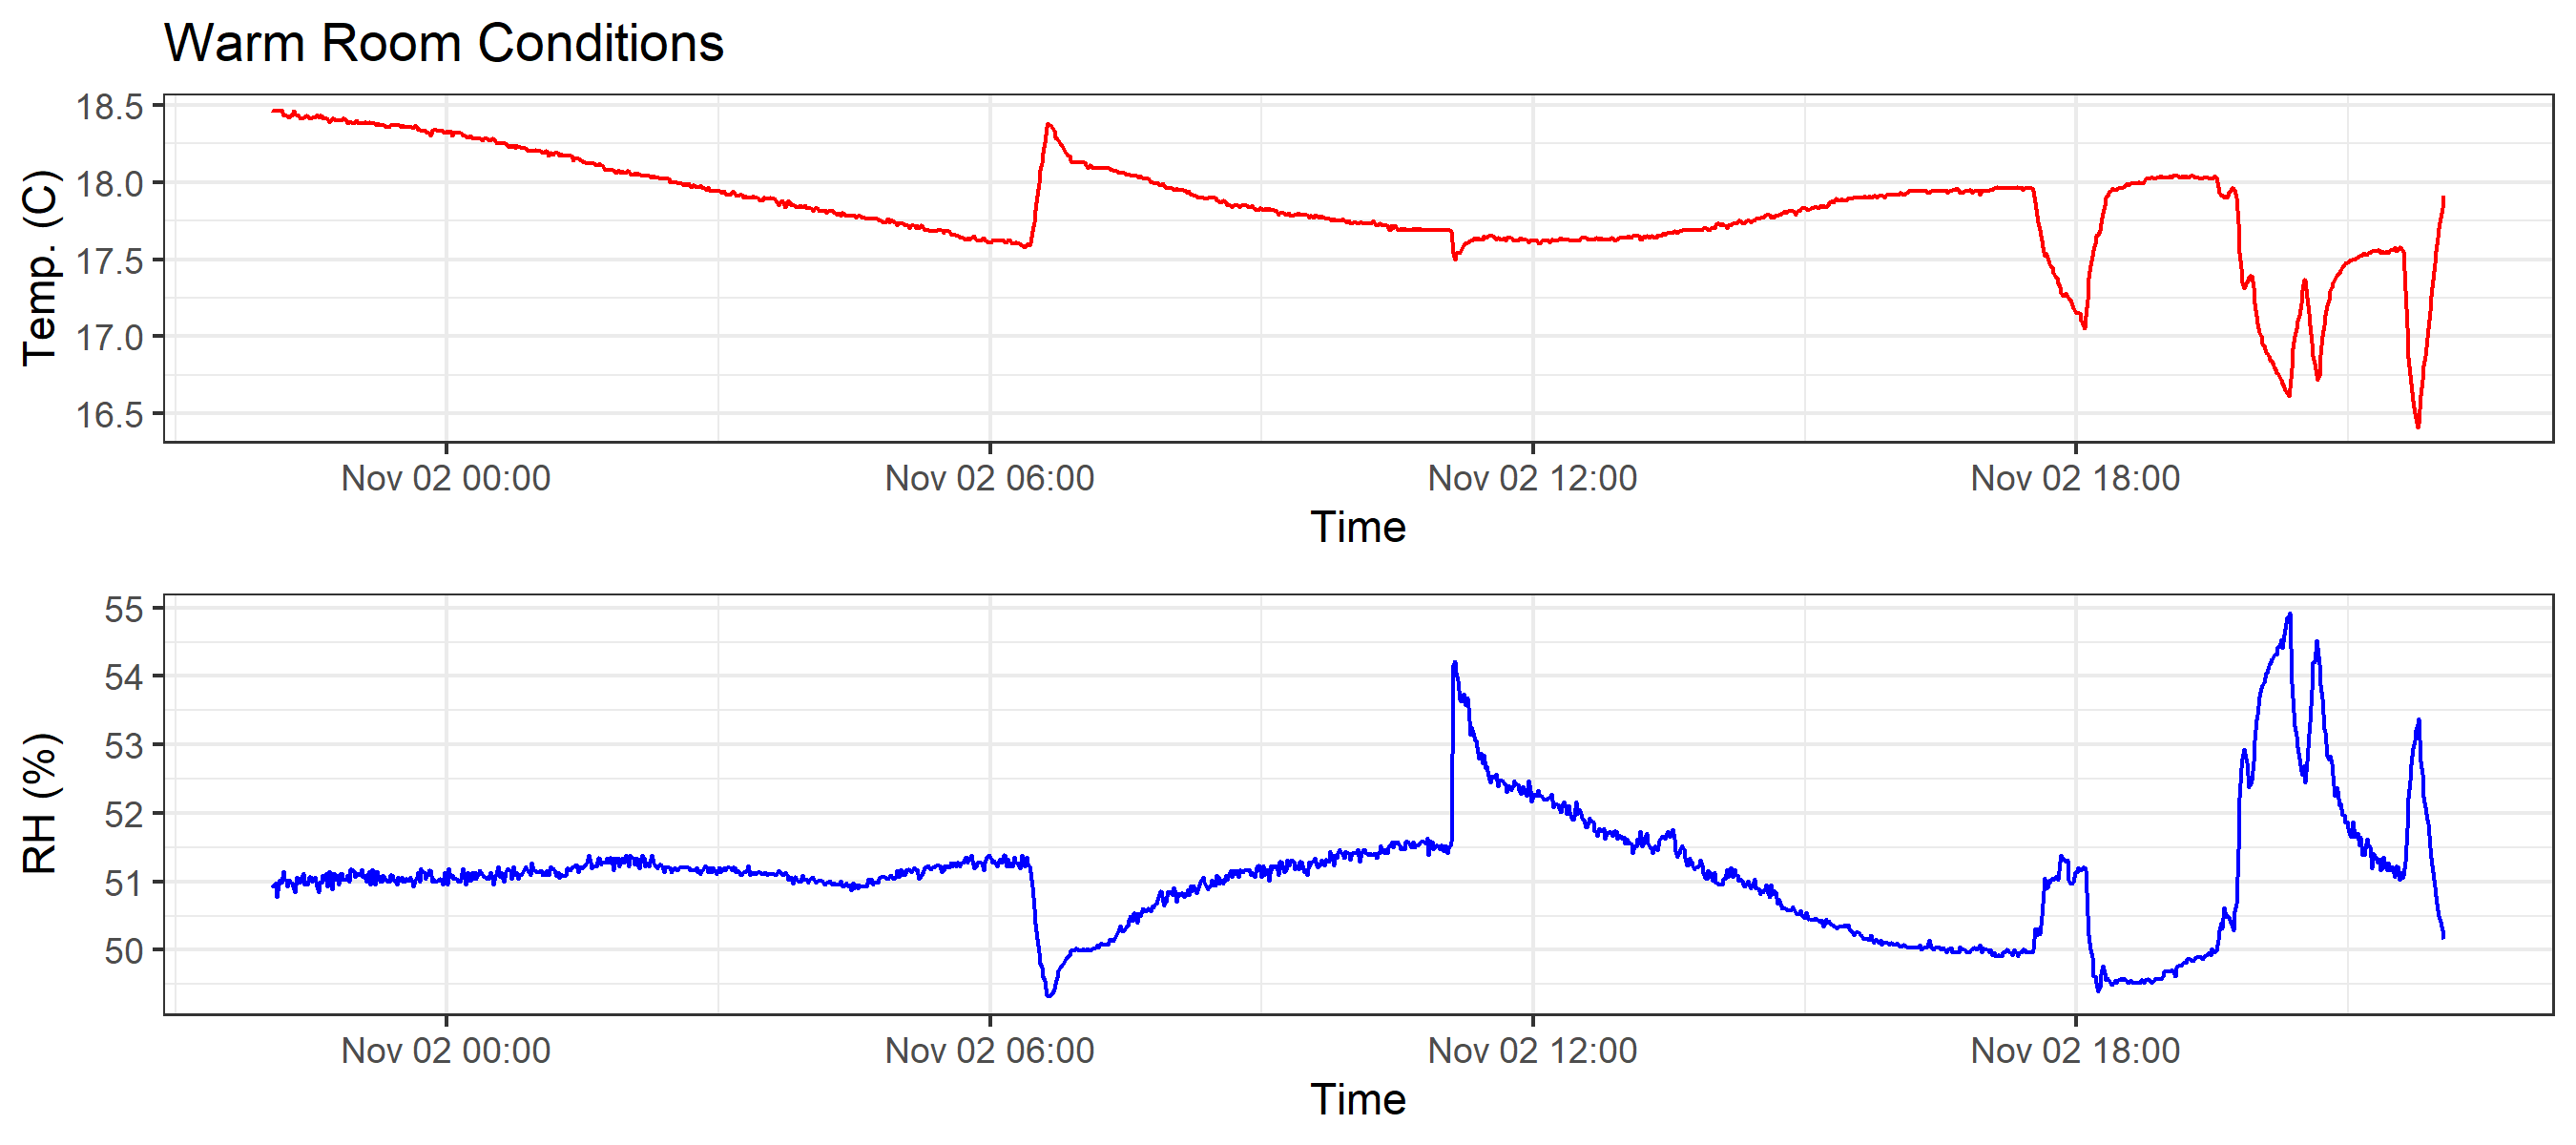 Warm Room Conditions
Temp. (C)
18.5
18.0
17.5
17.0
16.5
Nov 02 00:00 Nov 02 06:00 Nov 02 12:00 Nov 02 18:00
Time
RH (%)
55
54
53
52
51
50
Nov 02 00:00 Nov 02 06:00 Nov 02 12:00 Nov 02 18:00
Time